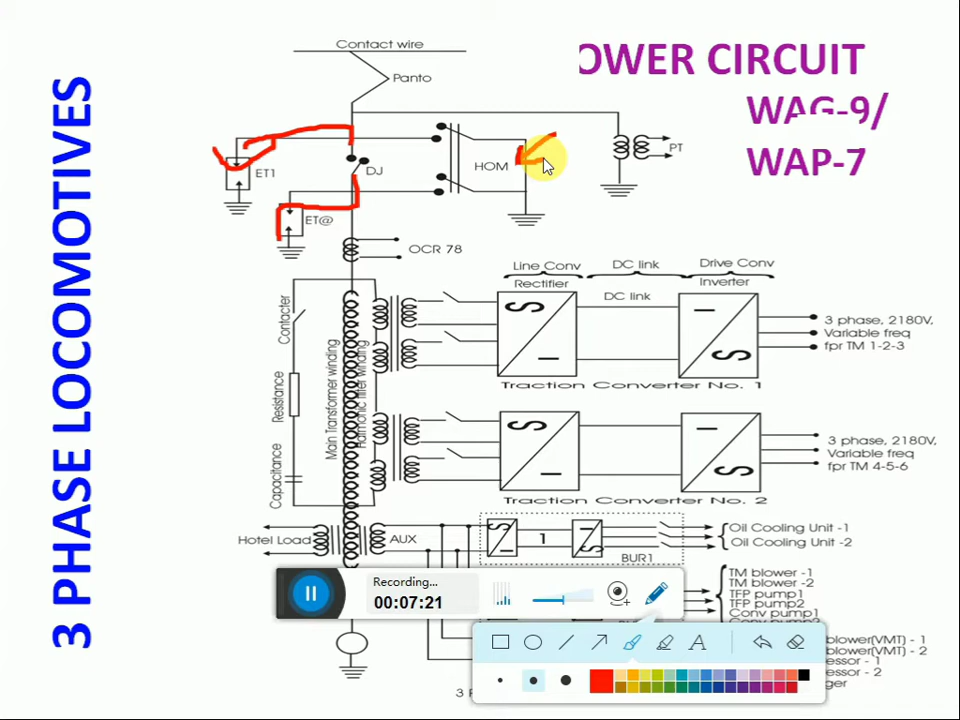 3 PHASE LOCOMOTIVES
OWER CIRCUIT
WAG-9/
WAP-7
Contact wire
Panto
ET1
DJ
HOM
PT
ET@
OCR 78
Contacter
Resistance
Capacitance
Main Transformer winding
Harmonic filter winding
Line Conv
Rectifier
DC link
DC link
Drive Conv
Inverter
3 phase, 2180V,
Variable freq
fpr TM 1-2-3
Traction Converter No. 1
3 phase, 2180V,
Variable freq
fpr TM 4-5-6
Traction Converter No. 2
Hotel Load
AUX
1
BUR1
Oil Cooling Unit -1
Oil Cooling Unit -2
TM blower -1
TM blower -2
TFP pump1
TFP pump2
Conv pump1
blower(VMT) - 1
blower(VMT) - 2
essor - 1
essor - 2
ger
3 P
Recording...
00:07:21
A